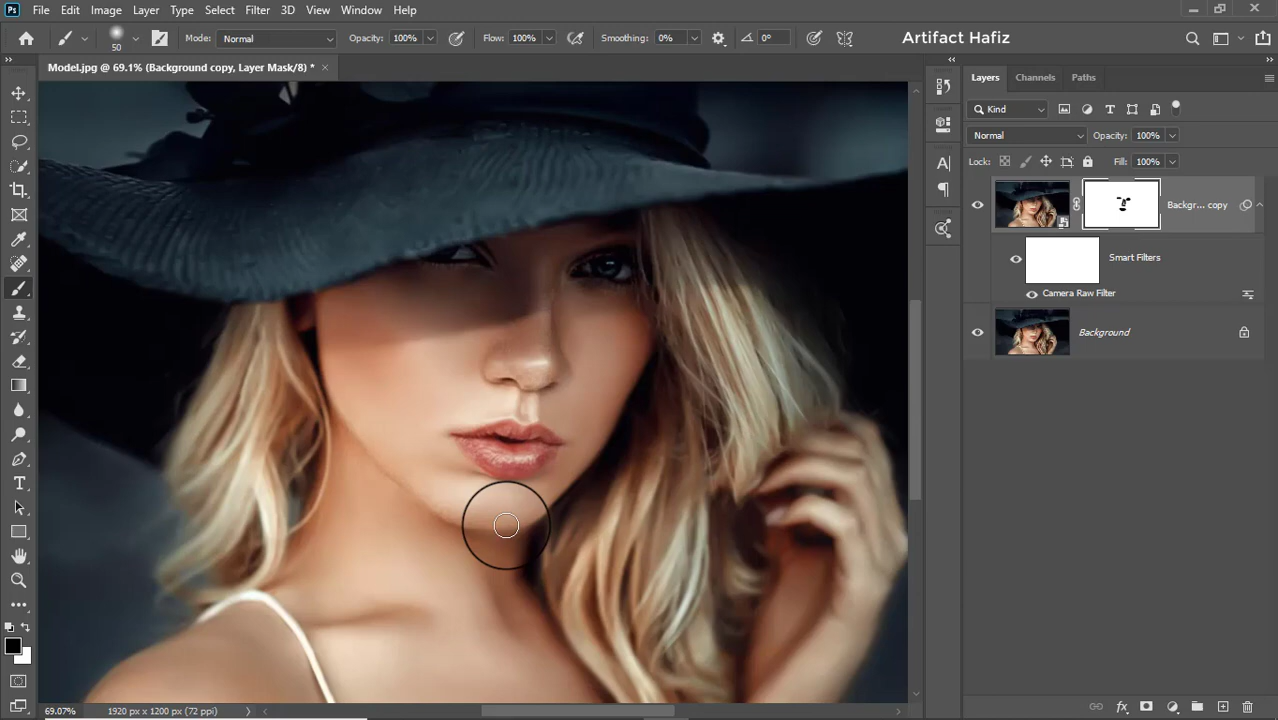 Ps File Edit Image Layer Type Select Filter 3D View Window Help
50 Mode: Normal Opacity: 100% Flow: 100% Smoothing: 0% 0° Artifact Hafiz
Model.jpg @ 69.1% (Background copy, Layer Mask/8) *
Layers Channels Paths
Kind
Normal Opacity: 100%
Lock: Fill: 100%
Backgr... copy
Smart Filters
Camera Raw Filter
Background
69.07% 1920 px x 1200 px (72 ppi)